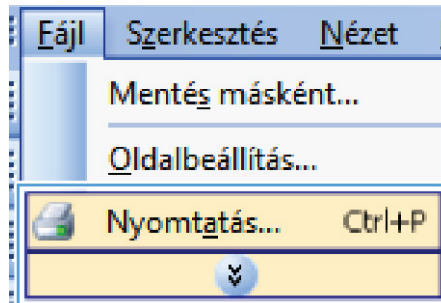 Fájl Szerkesztés Nézet
Mentés másként...
Oldalbeállítás...
Nyomtatás... Ctrl+P